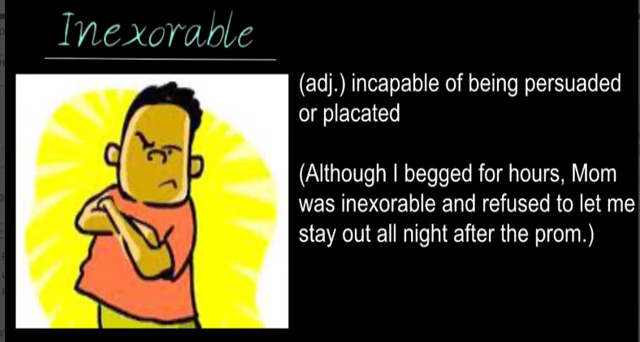 Inexorable
(adj.) incapable of being persuaded
or placated
(Although I begged for hours, Mom
was inexorable and refused to let me
stay out all night after the prom.)